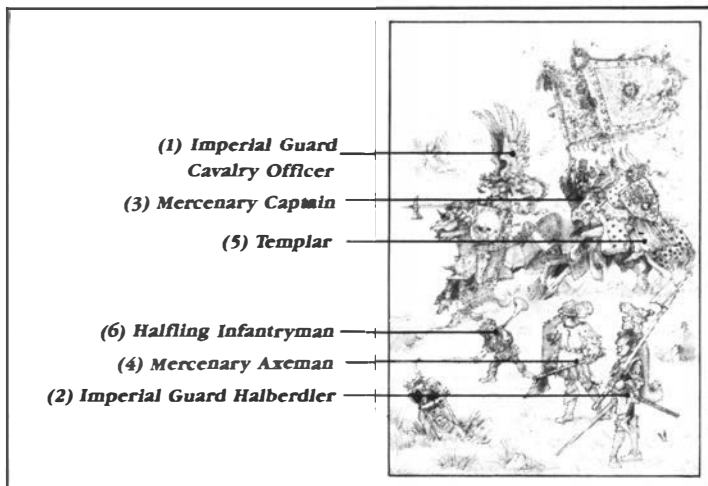 (1) Imperial Guard
Cavalry Officer
(3) Mercenary Captain
(5) Templar
(6) Halfling Infantryman
(4) Mercenary Axeman
(2) Imperial Guard Halberdier